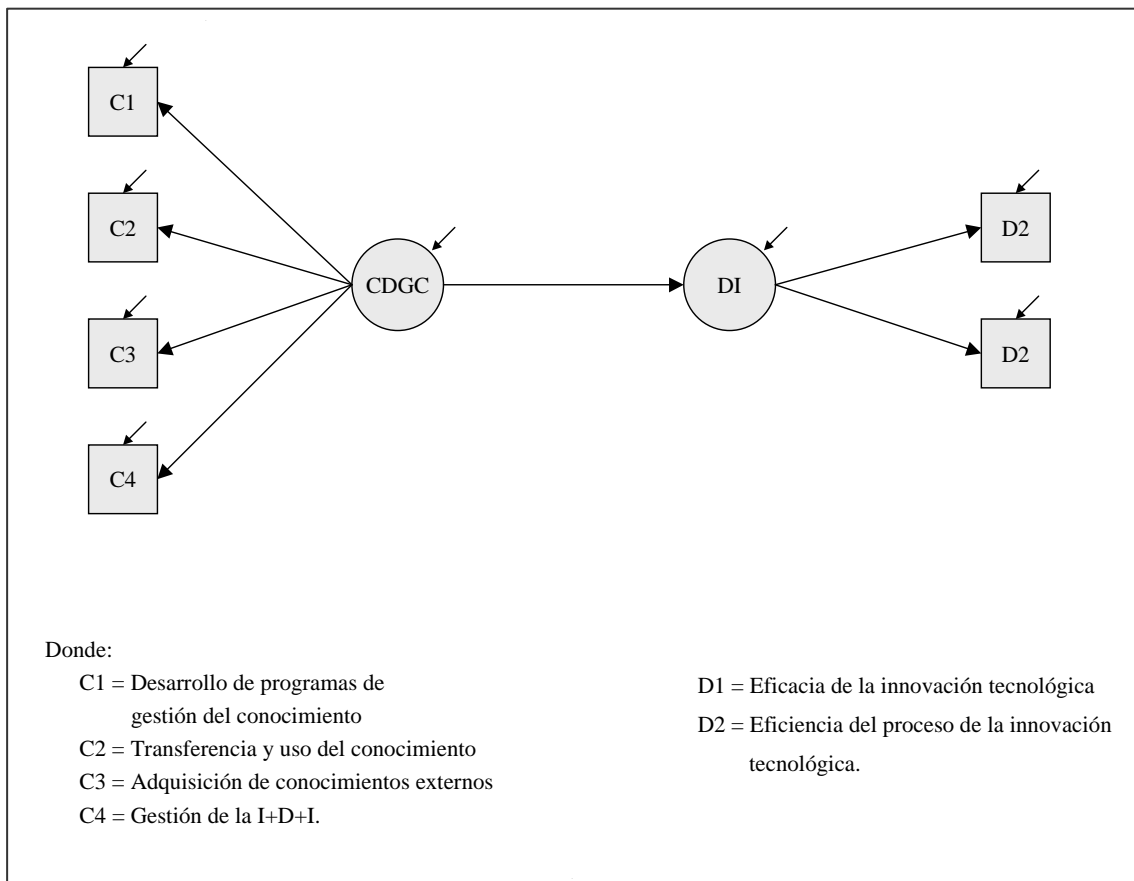 C1
C2
D2
CDGC
DI
C3
D2
C4
Donde:
C1 = Desarrollo de programas de
gestión del conocimiento
C2 = Transferencia y uso del conocimiento
C3 = Adquisición de conocimientos externos
C4 = Gestión de la I+D+I.
D1 = Eficacia de la innovación tecnológica
D2 = Eficiencia del proceso de la innovación
tecnológica.